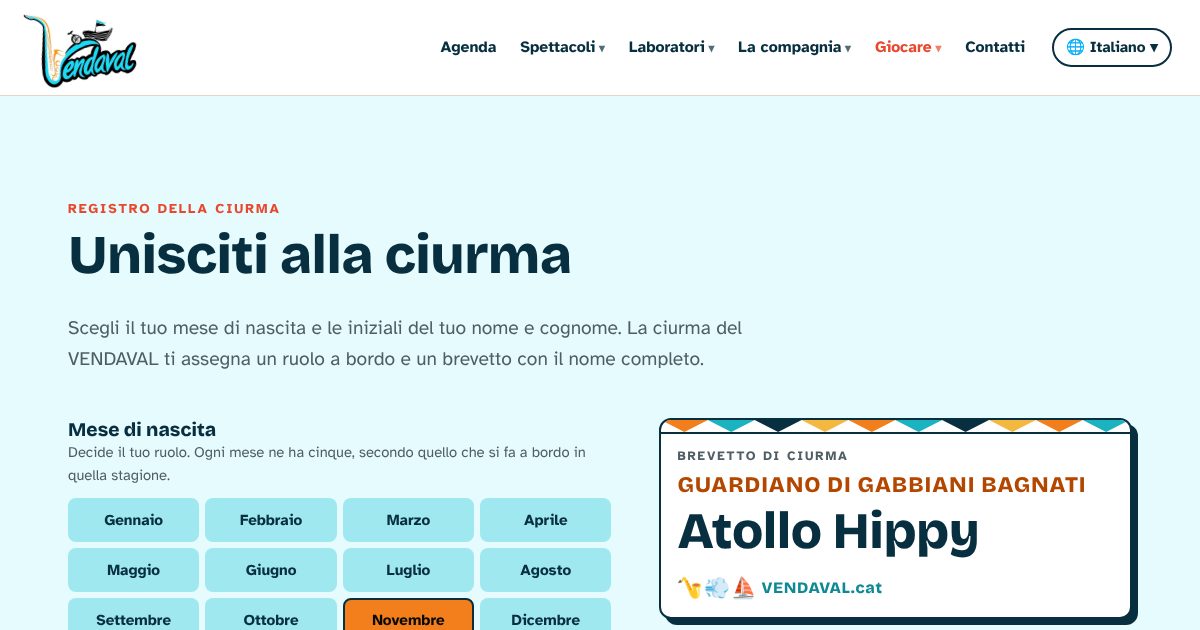 Vendaval
Agenda
Spettacoli ▾
Laboratori ▾
La compagnia ▾
Giocare ▾
Contatti
Italiano ▾
REGISTRO DELLA CIURMA
Unisciti alla ciurma
Scegli il tuo mese di nascita e le iniziali del tuo nome e cognome. La ciurma del
VENDAVAL ti assegna un ruolo a bordo e un brevetto con il nome completo.
Mese di nascita
Decide il tuo ruolo. Ogni mese ne ha cinque, secondo quello che si fa a bordo in
quella stagione.
Gennaio
Febbraio
Marzo
Aprile
Maggio
Giugno
Luglio
Agosto
Settembre
Ottobre
Novembre
Dicembre
BREVETTO DI CIURMA
GUARDIANO DI GABBIANI BAGNATI
Atollo Hippy
VENDAVAL.cat